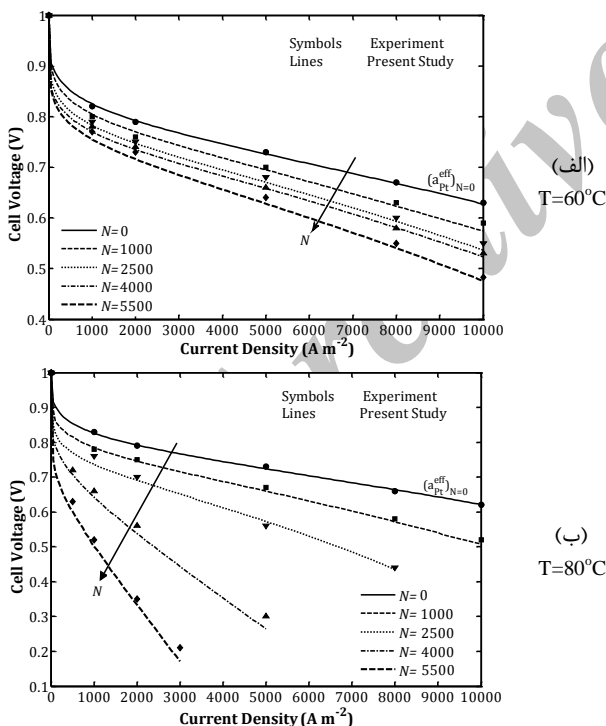 1
0.9
0.8
0.7
0.6
0.5
0.4
Cell Voltage (V)
Symbols Experiment
Lines Present Study
(a_Pt^eff)_N=0
N
N= 0
N= 1000
N= 2500
N= 4000
N= 5500
0 1000 2000 3000 4000 5000 6000 7000 8000 9000 10000
Current Density (A m⁻²)
(الف)
T=60°C
1
0.9
0.8
0.7
0.6
0.5
0.4
0.3
0.2
0.1
Cell Voltage (V)
Symbols Experiment
Lines Present Study
(a_Pt^eff)_N=0
N
N= 0
N= 1000
N= 2500
N= 4000
N= 5500
0 1000 2000 3000 4000 5000 6000 7000 8000 9000 10000
Current Density (A m⁻²)
(ب)
T=80°C